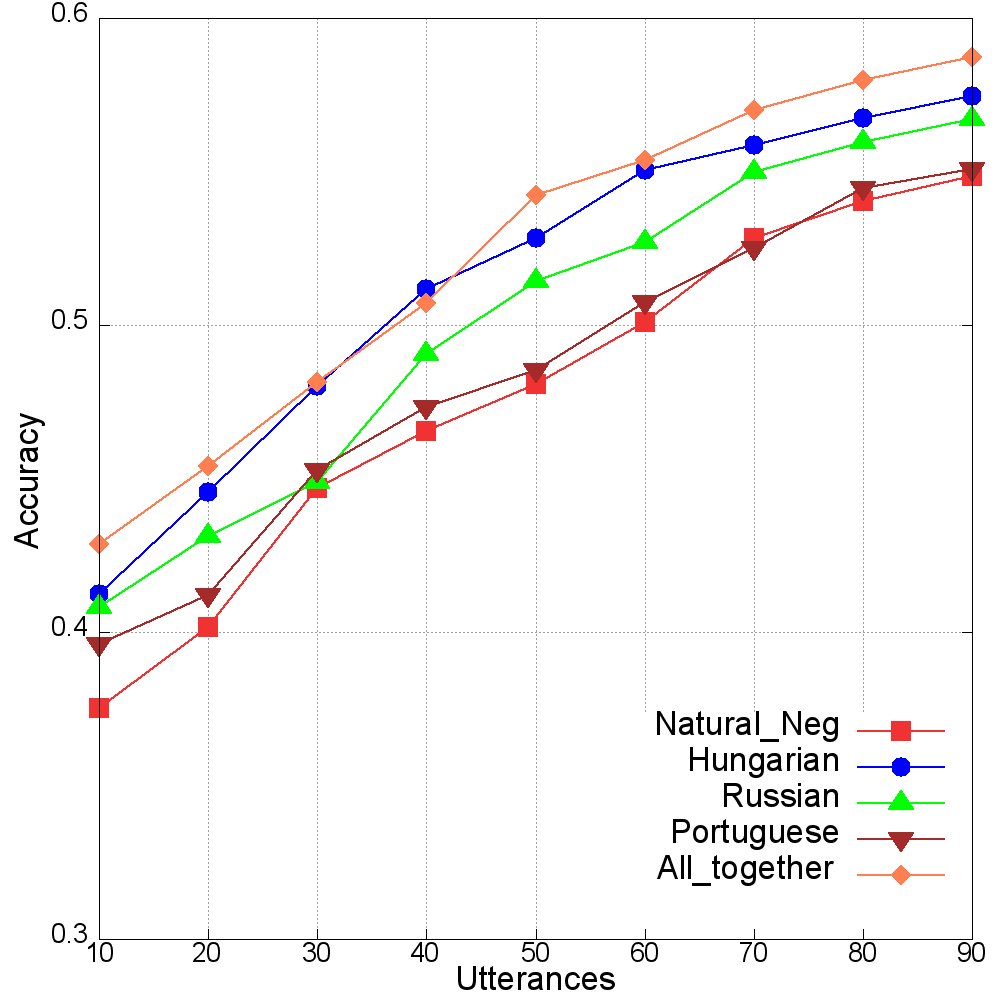 0.6
0.5
0.4
0.3
Accuracy
Natural_Neg
Hungarian
Russian
Portuguese
All_together
10 20 30 40 50 60 70 80 90
Utterances